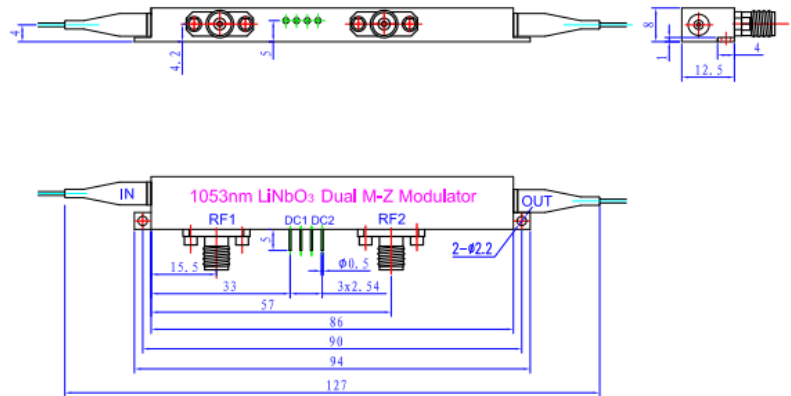 4
4.2
5
8
1
4
12.5
IN
1053nm LiNbO₃ Dual M-Z Modulator
OUT
RF1
DC1 DC2
RF2
5
2-Φ2.2
15.5
Φ0.5
33
3x2.54
57
86
90
94
127